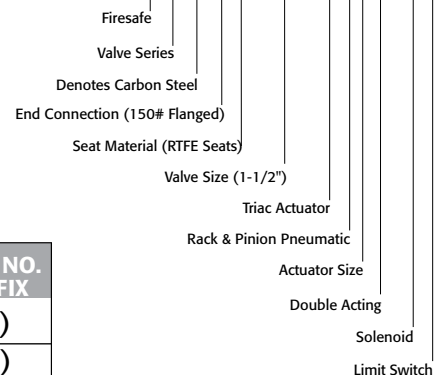 Firesafe
Valve Series
Denotes Carbon Steel
End Connection (150# Flanged)
Seat Material (RTFE Seats)
Valve Size (1-1/2")
Triac Actuator
Rack & Pinion Pneumatic
Actuator Size
Double Acting
Solenoid
Limit Switch
NO.
FIX
)
)